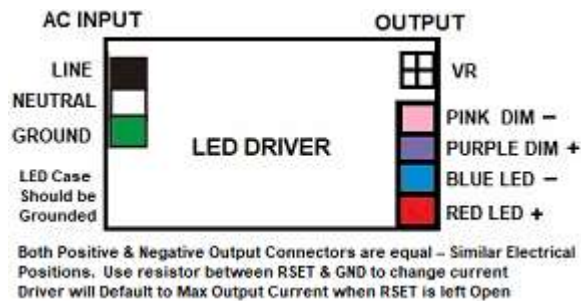 AC INPUT
OUTPUT
LINE
NEUTRAL
GROUND
LED Case
Should be
Grounded
LED DRIVER
VR
PINK DIM –
PURPLE DIM +
BLUE LED –
RED LED +
Both Positive & Negative Output Connectors are equal – Similar Electrical
Positions. Use resistor between RSET & GND to change current
Driver will Default to Max Output Current when RSET is left Open